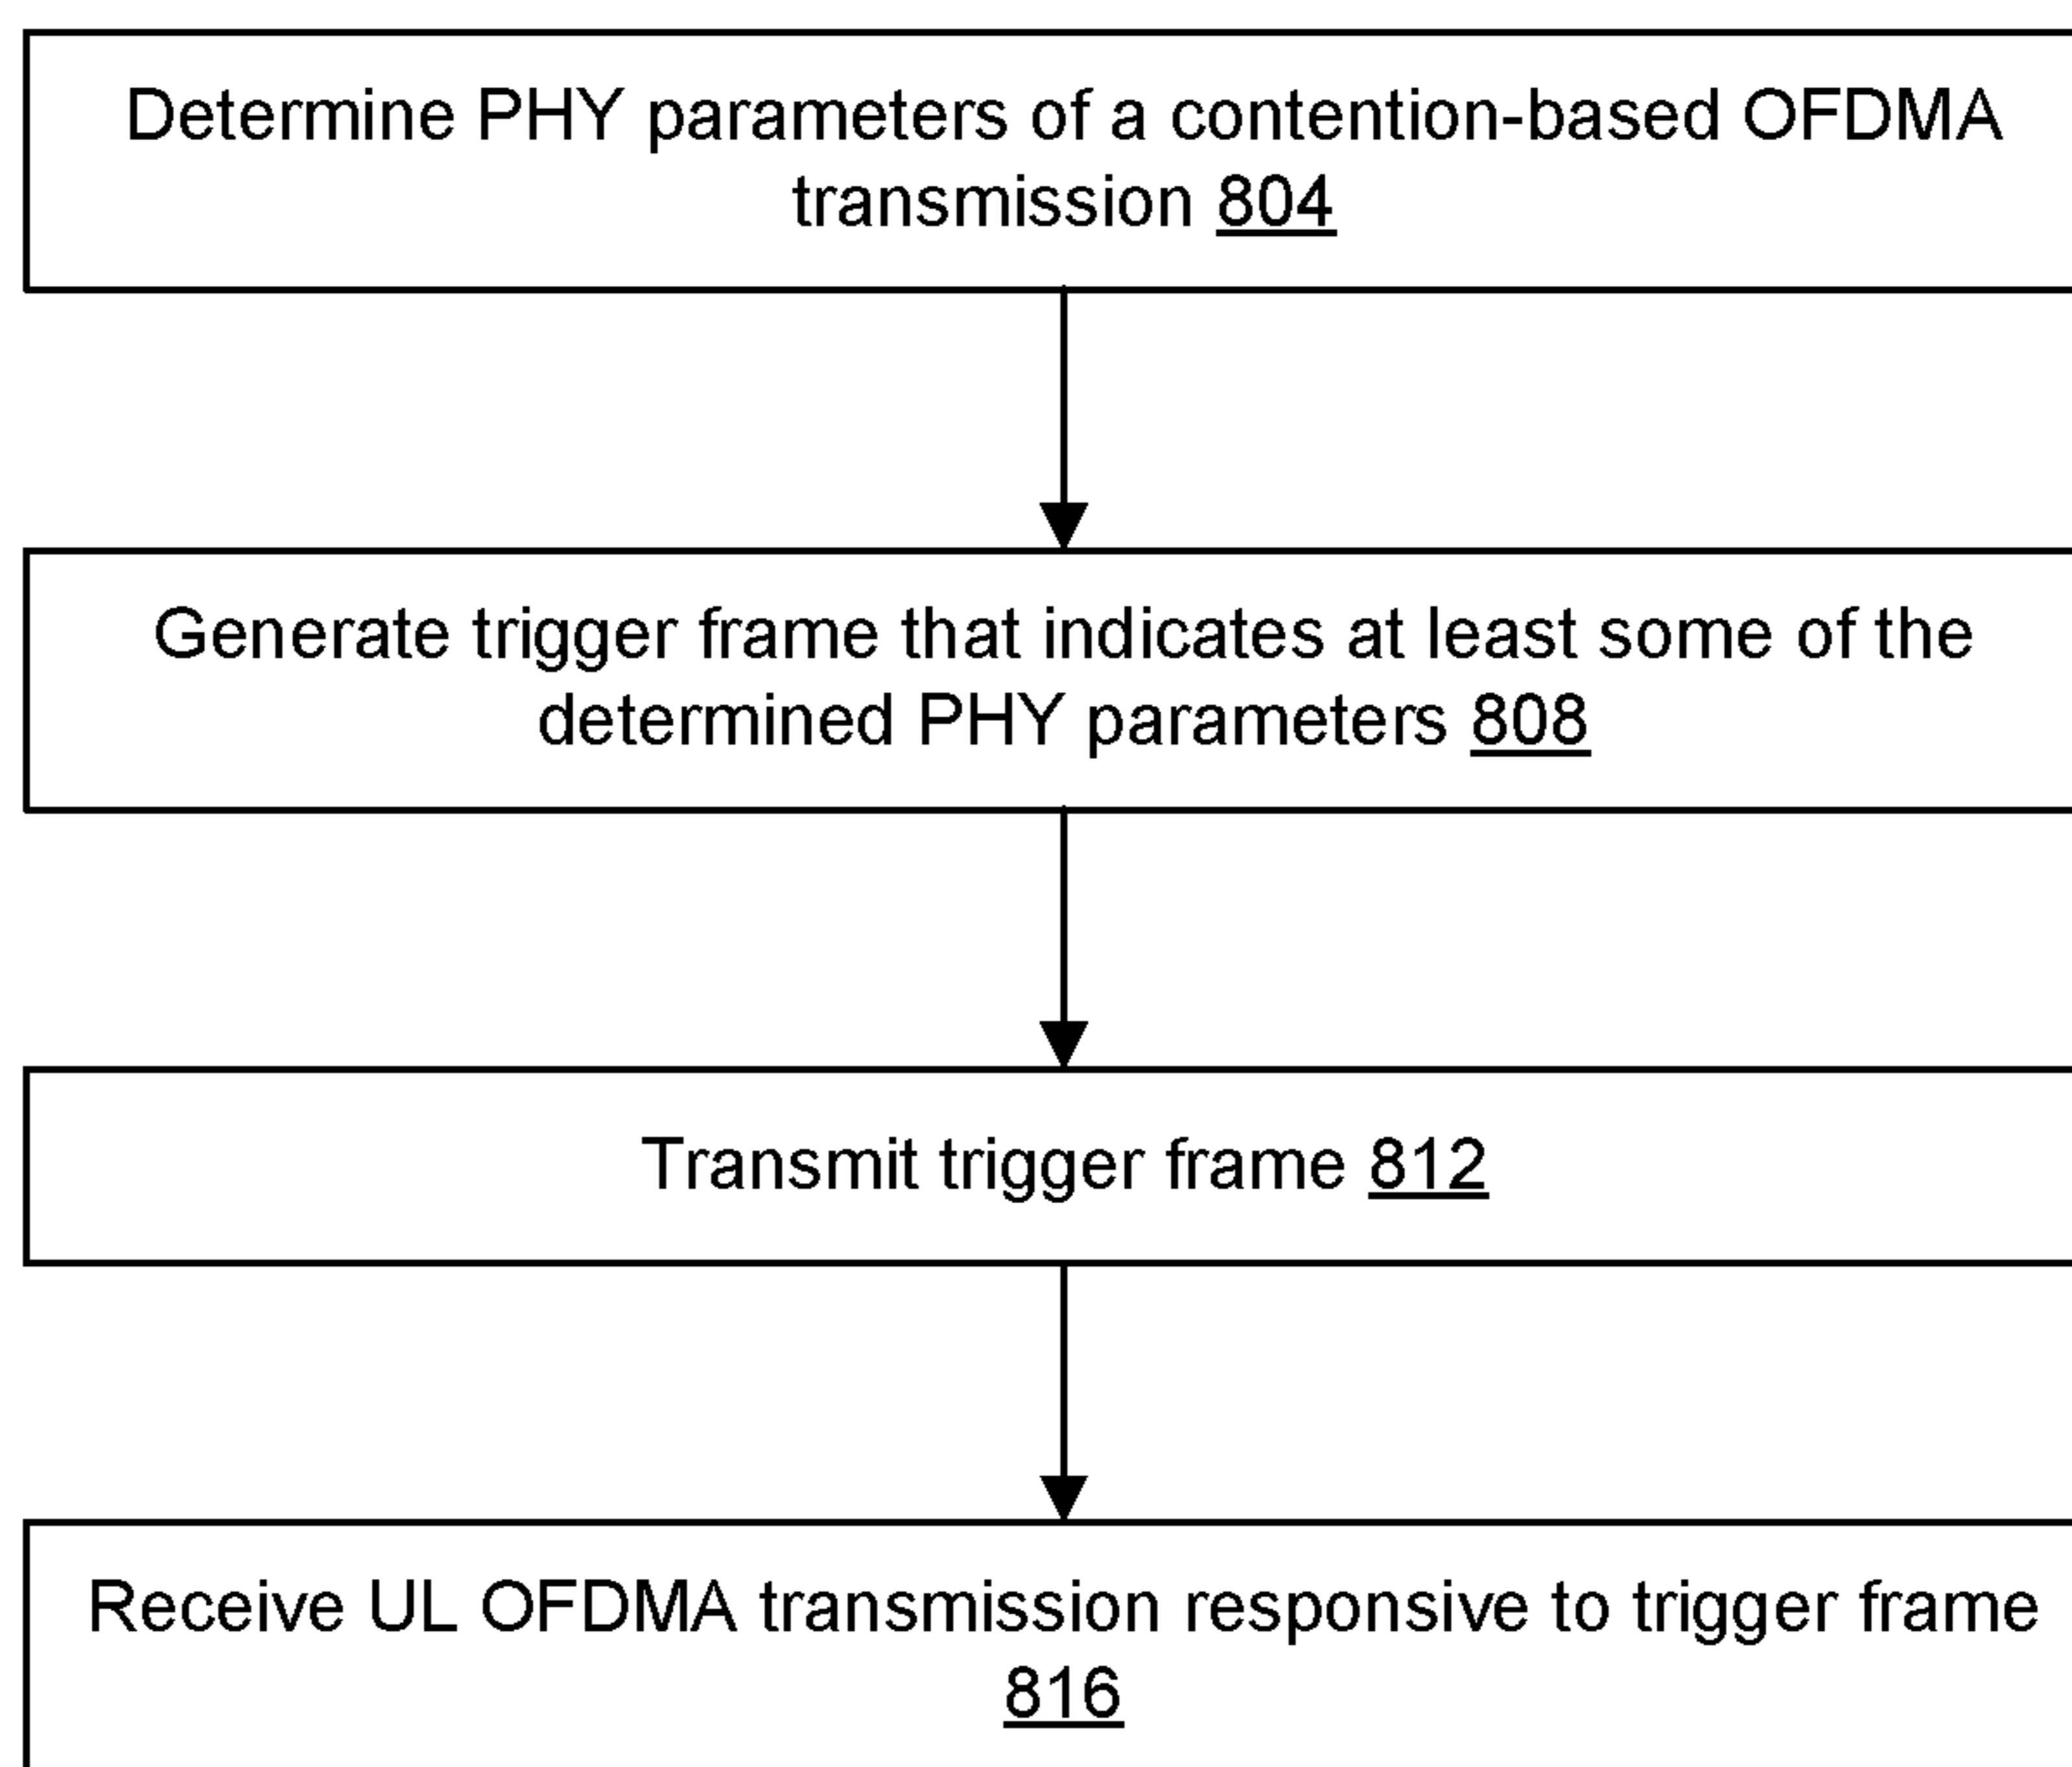 Determine PHY parameters of a contention-based OFDMA
transmission 804
Generate trigger frame that indicates at least some of the
determined PHY parameters 808
Transmit trigger frame 812
Receive UL OFDMA transmission responsive to trigger frame
816